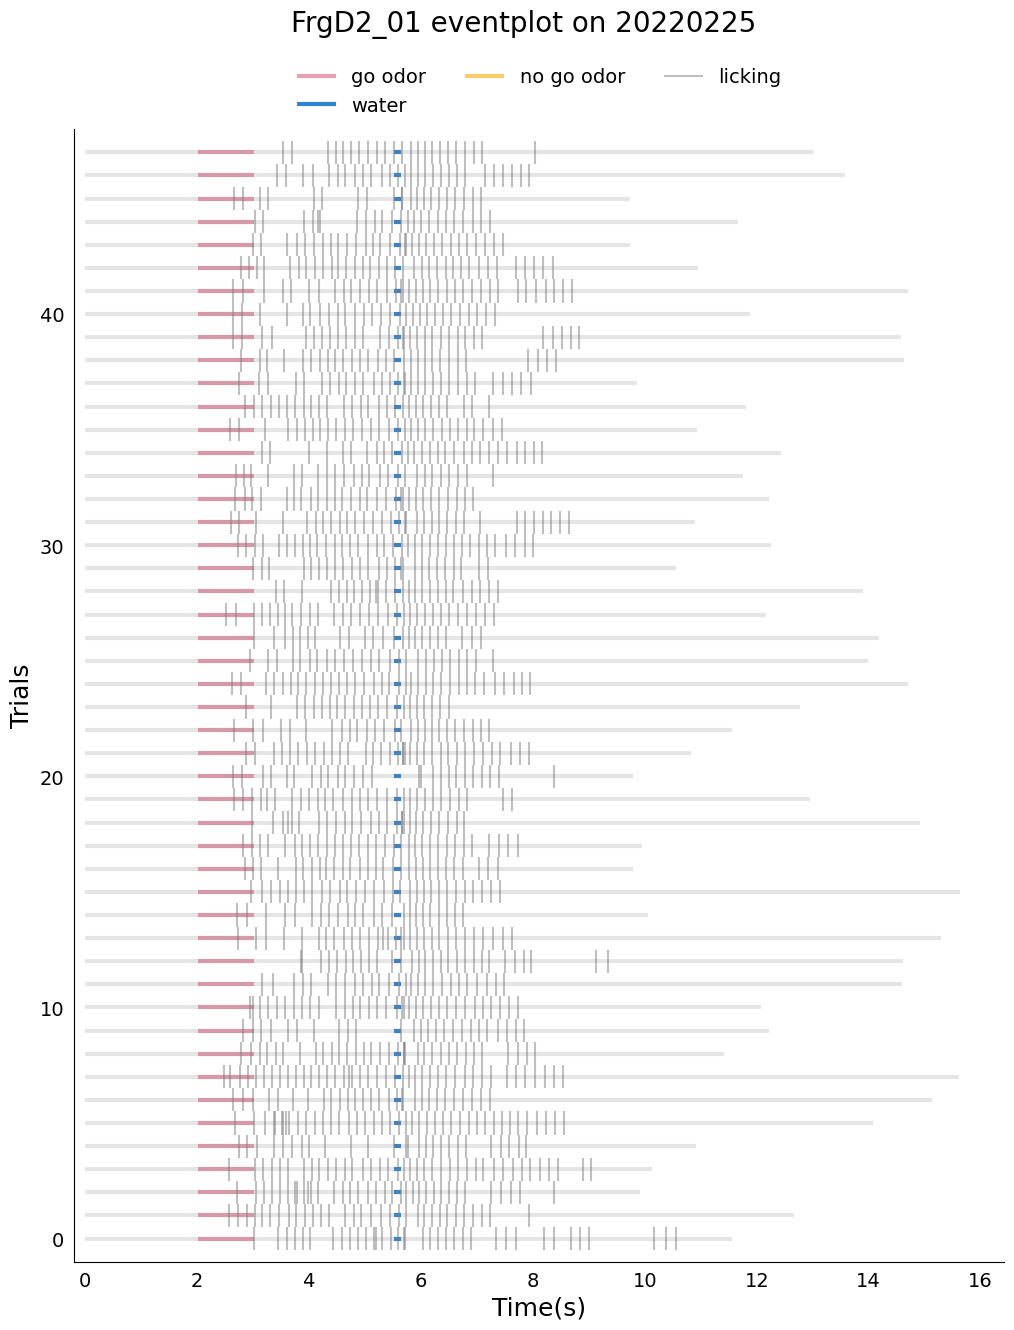 FrgD2_01 eventplot on 20220225
go odor no go odor licking
water
40
30
20
10
0
Trials
0 2 4 6 8 10 12 14 16
Time(s)